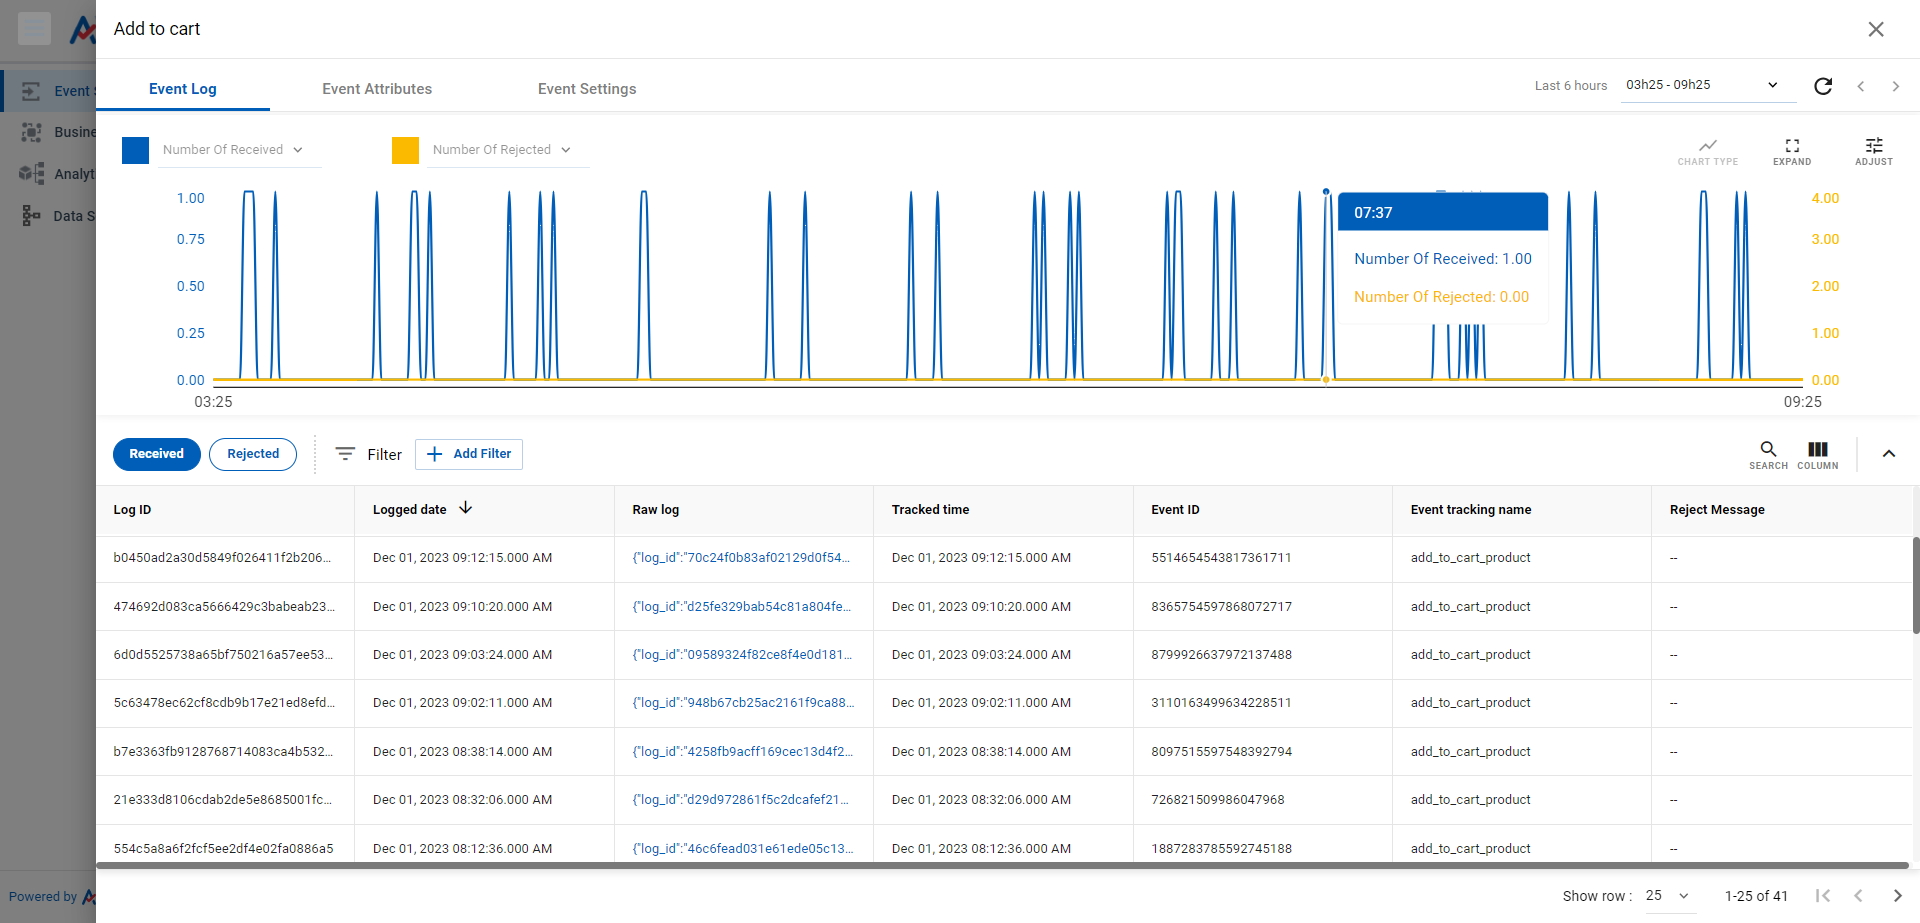 Add to cart
Event Log
Event Attributes
Event Settings
Last 6 hours
03h25 - 09h25
Event S
Busine
Analyt
Data S
Number Of Received
Number Of Rejected
CHART TYPE
EXPAND
ADJUST
1.00
0.75
0.50
0.25
0.00
4.00
3.00
2.00
1.00
0.00
07:37
Number Of Received: 1.00
Number Of Rejected: 0.00
03:25
09:25
Received
Rejected
Filter
Add Filter
SEARCH
COLUMN
Log ID Logged date Raw log Tracked time Event ID Event tracking name Reject Message
b0450ad2a30d5849f026411f2b206... Dec 01, 2023 09:12:15.000 AM {"log_id":"70c24f0b83af02129d0f54... Dec 01, 2023 09:12:15.000 AM 5514654543817361711 add_to_cart_product --
474692d083ca5666429c3babeab23... Dec 01, 2023 09:10:20.000 AM {"log_id":"d25fe329bab54c81a804fe... Dec 01, 2023 09:10:20.000 AM 8365754597868072717 add_to_cart_product --
6d0d5525738a65bf750216a57ee53... Dec 01, 2023 09:03:24.000 AM {"log_id":"09589324f82ce8f4e0d181... Dec 01, 2023 09:03:24.000 AM 8799926637972137488 add_to_cart_product --
5c63478ec62cf8cdb9b17e21ed8efd... Dec 01, 2023 09:02:11.000 AM {"log_id":"948b67cb25ac2161f9ca88... Dec 01, 2023 09:02:11.000 AM 3110163499634228511 add_to_cart_product --
b7e3363fb9128768714083ca4b532... Dec 01, 2023 08:38:14.000 AM {"log_id":"4258fb9acff169cec13d4f2... Dec 01, 2023 08:38:14.000 AM 8097515597548392794 add_to_cart_product --
21e333d8106cdab2de5e8685001fc... Dec 01, 2023 08:32:06.000 AM {"log_id":"d29d972861f5c2dcafef21... Dec 01, 2023 08:32:06.000 AM 726821509986047968 add_to_cart_product --
554c5a8a6f2fcf5ee2df4e02fa0886a5 Dec 01, 2023 08:12:36.000 AM {"log_id":"46c6fead031e61ede05c13... Dec 01, 2023 08:12:36.000 AM 1887283785592745188 add_to_cart_product --
Powered by
Show row : 25 1-25 of 41